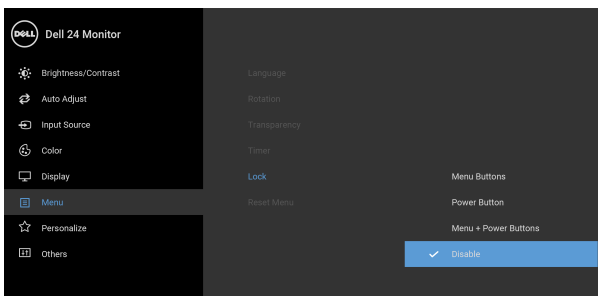 DELL Dell 24 Monitor
Brightness/Contrast
Auto Adjust
Input Source
Color
Display
Menu
Personalize
Others
Language
Rotation
Transparency
Timer
Lock
Reset Menu
Menu Buttons
Power Button
Menu + Power Buttons
Disable